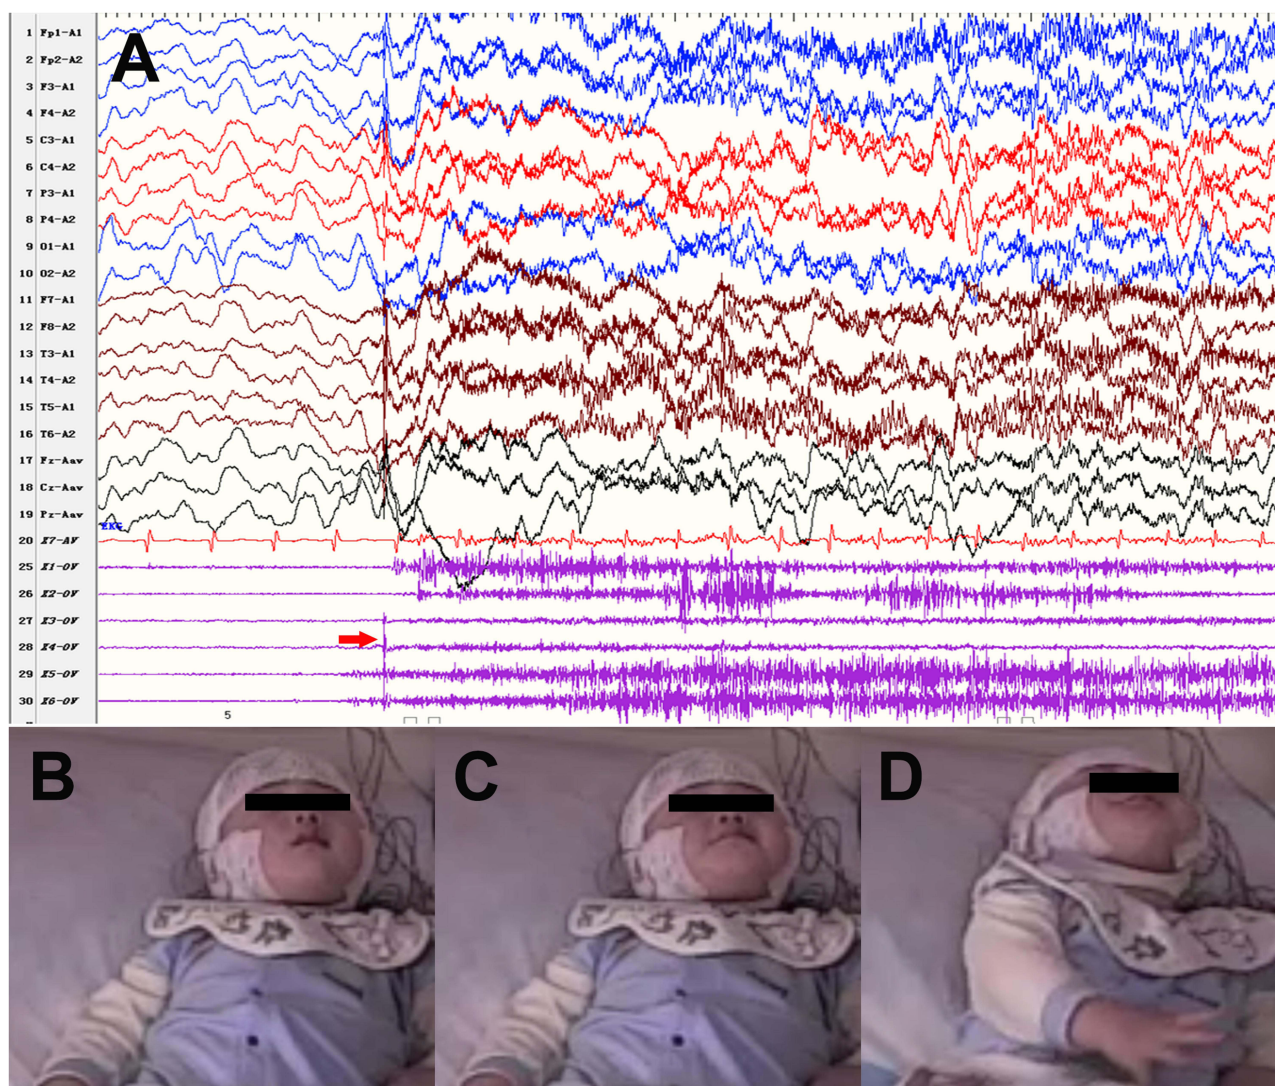 A
1 Fp1-A1
2 Fp2-A2
3 F3-A1
4 F4-A2
5 C3-A1
6 C4-A2
7 P3-A1
8 P4-A2
9 O1-A1
10 O2-A2
11 F7-A1
12 F8-A2
13 T3-A1
14 T4-A2
15 T5-A1
16 T6-A2
17 Fz-Aav
18 Cz-Aav
19 Pz-Aav
EKG
20 X7-AV
25 X1-OV
26 X2-OV
27 X3-OV
28 X4-OV
29 X5-OV
30 X6-OV
5
B C D